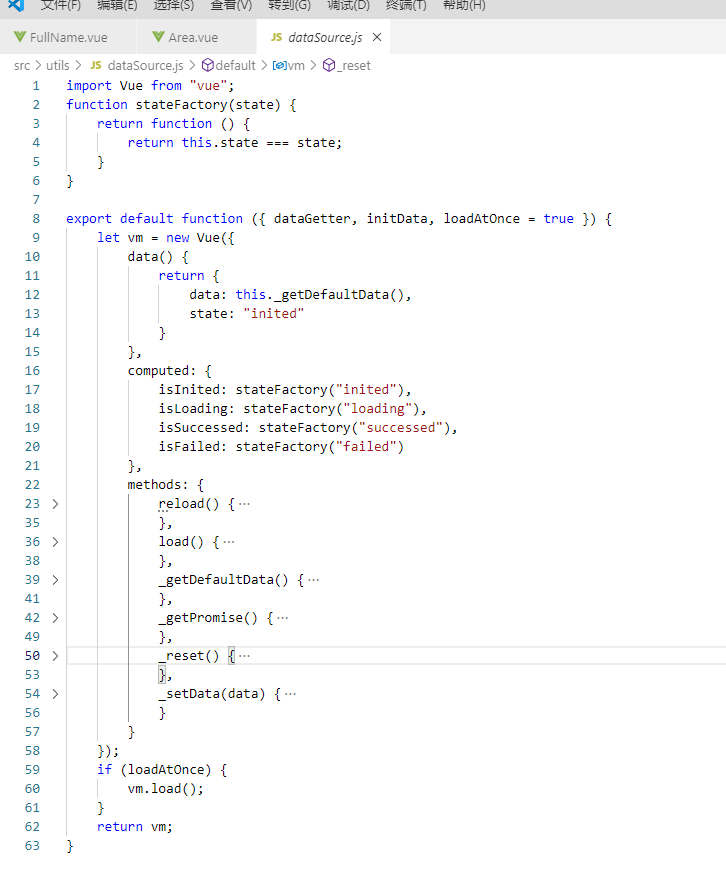 文件(F) 编辑(E) 选择(S) 查看(V) 转到(G) 调试(D) 终端(T) 帮助(H)
FullName.vue Area.vue JS dataSource.js ×
src > utils > JS dataSource.js > default > vm > _reset
1 import Vue from "vue";
2 function stateFactory(state) {
3 return function () {
4 return this.state === state;
5 }
6 }
7
8 export default function ({ dataGetter, initData, loadAtOnce = true }) {
9 let vm = new Vue({
10 data() {
11 return {
12 data: this._getDefaultData(),
13 state: "inited"
14 }
15 },
16 computed: {
17 isInited: stateFactory("inited"),
18 isLoading: stateFactory("loading"),
19 isSuccessed: stateFactory("successed"),
20 isFailed: stateFactory("failed")
21 },
22 methods: {
23 > reload() {···
35 },
36 > load() {···
38 },
39 > _getDefaultData() {···
41 },
42 > _getPromise() {···
49 },
50 > _reset() {···
53 },
54 > _setData(data) {···
56 }
57 }
58 });
59 if (loadAtOnce) {
60 vm.load();
61 }
62 return vm;
63 }